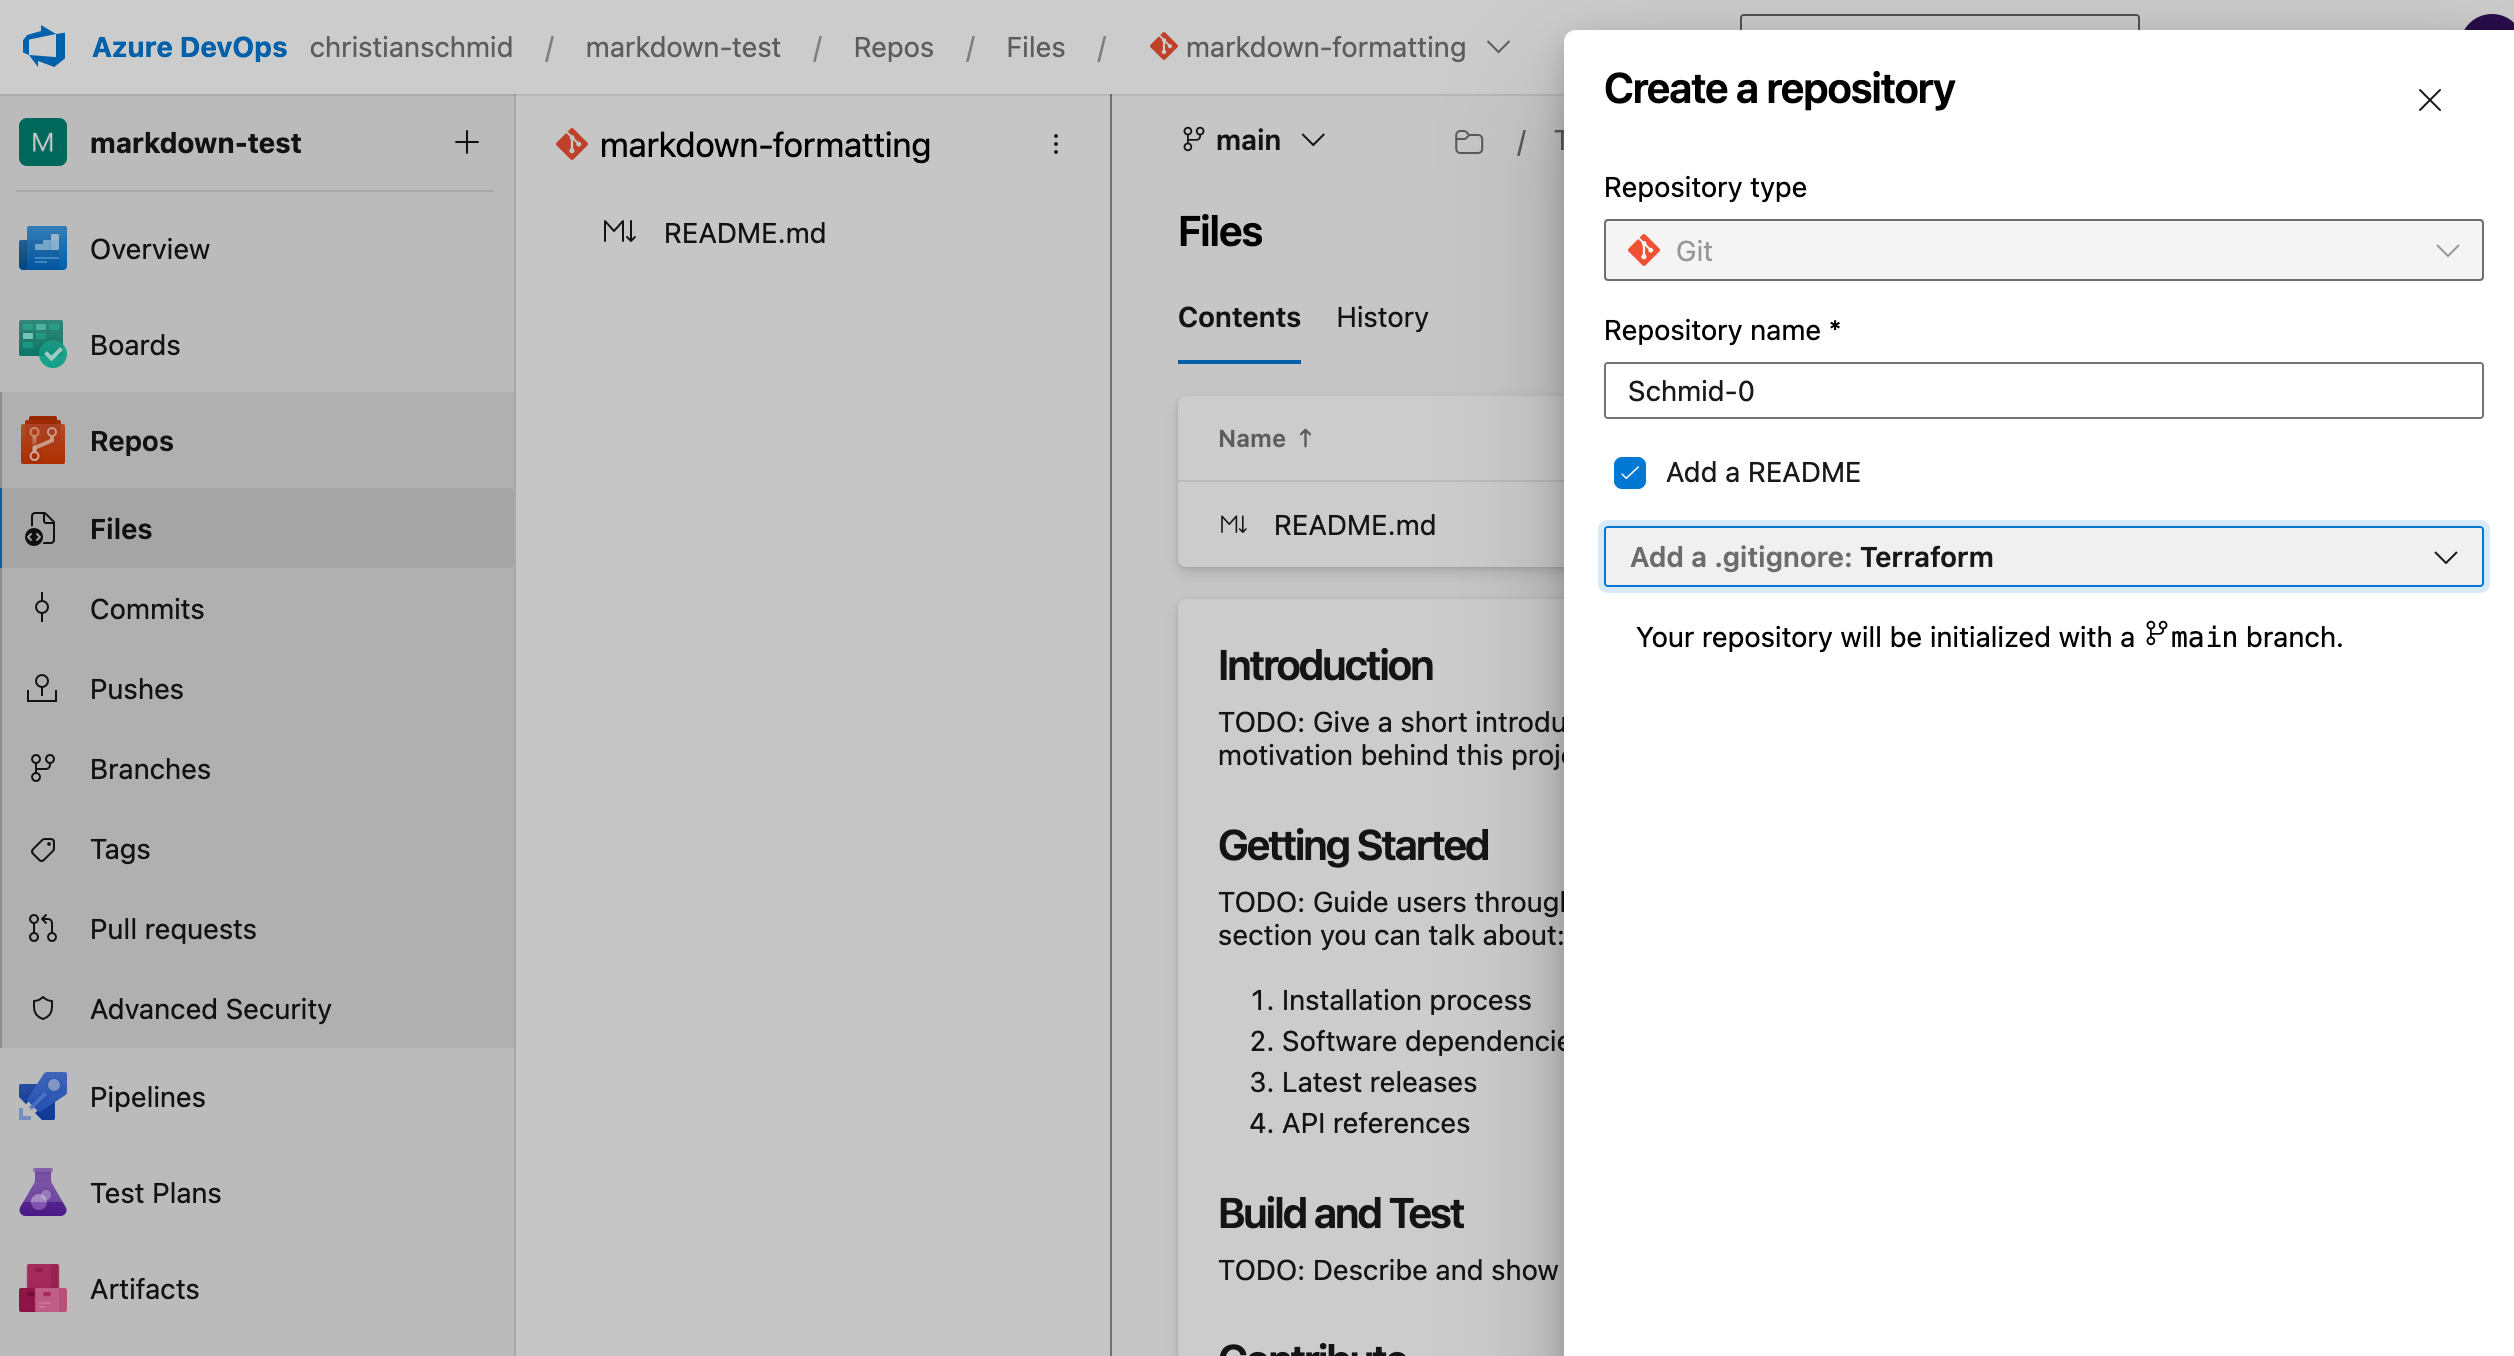 Azure DevOps christianschmid / markdown-test / Repos / Files / markdown-formatting
M markdown-test
Overview
Boards
Repos
Files
Commits
Pushes
Branches
Tags
Pull requests
Advanced Security
Pipelines
Test Plans
Artifacts
markdown-formatting
README.md
main / T
Files
Contents History
Name ↑
README.md
Introduction
TODO: Give a short introdu
motivation behind this proj
Getting Started
TODO: Guide users through
section you can talk about:
1. Installation process
2. Software dependencie
3. Latest releases
4. API references
Build and Test
TODO: Describe and show
Contribute
Create a repository
Repository type
Git
Repository name *
Schmid-0
Add a README
Add a .gitignore: Terraform
Your repository will be initialized with a main branch.